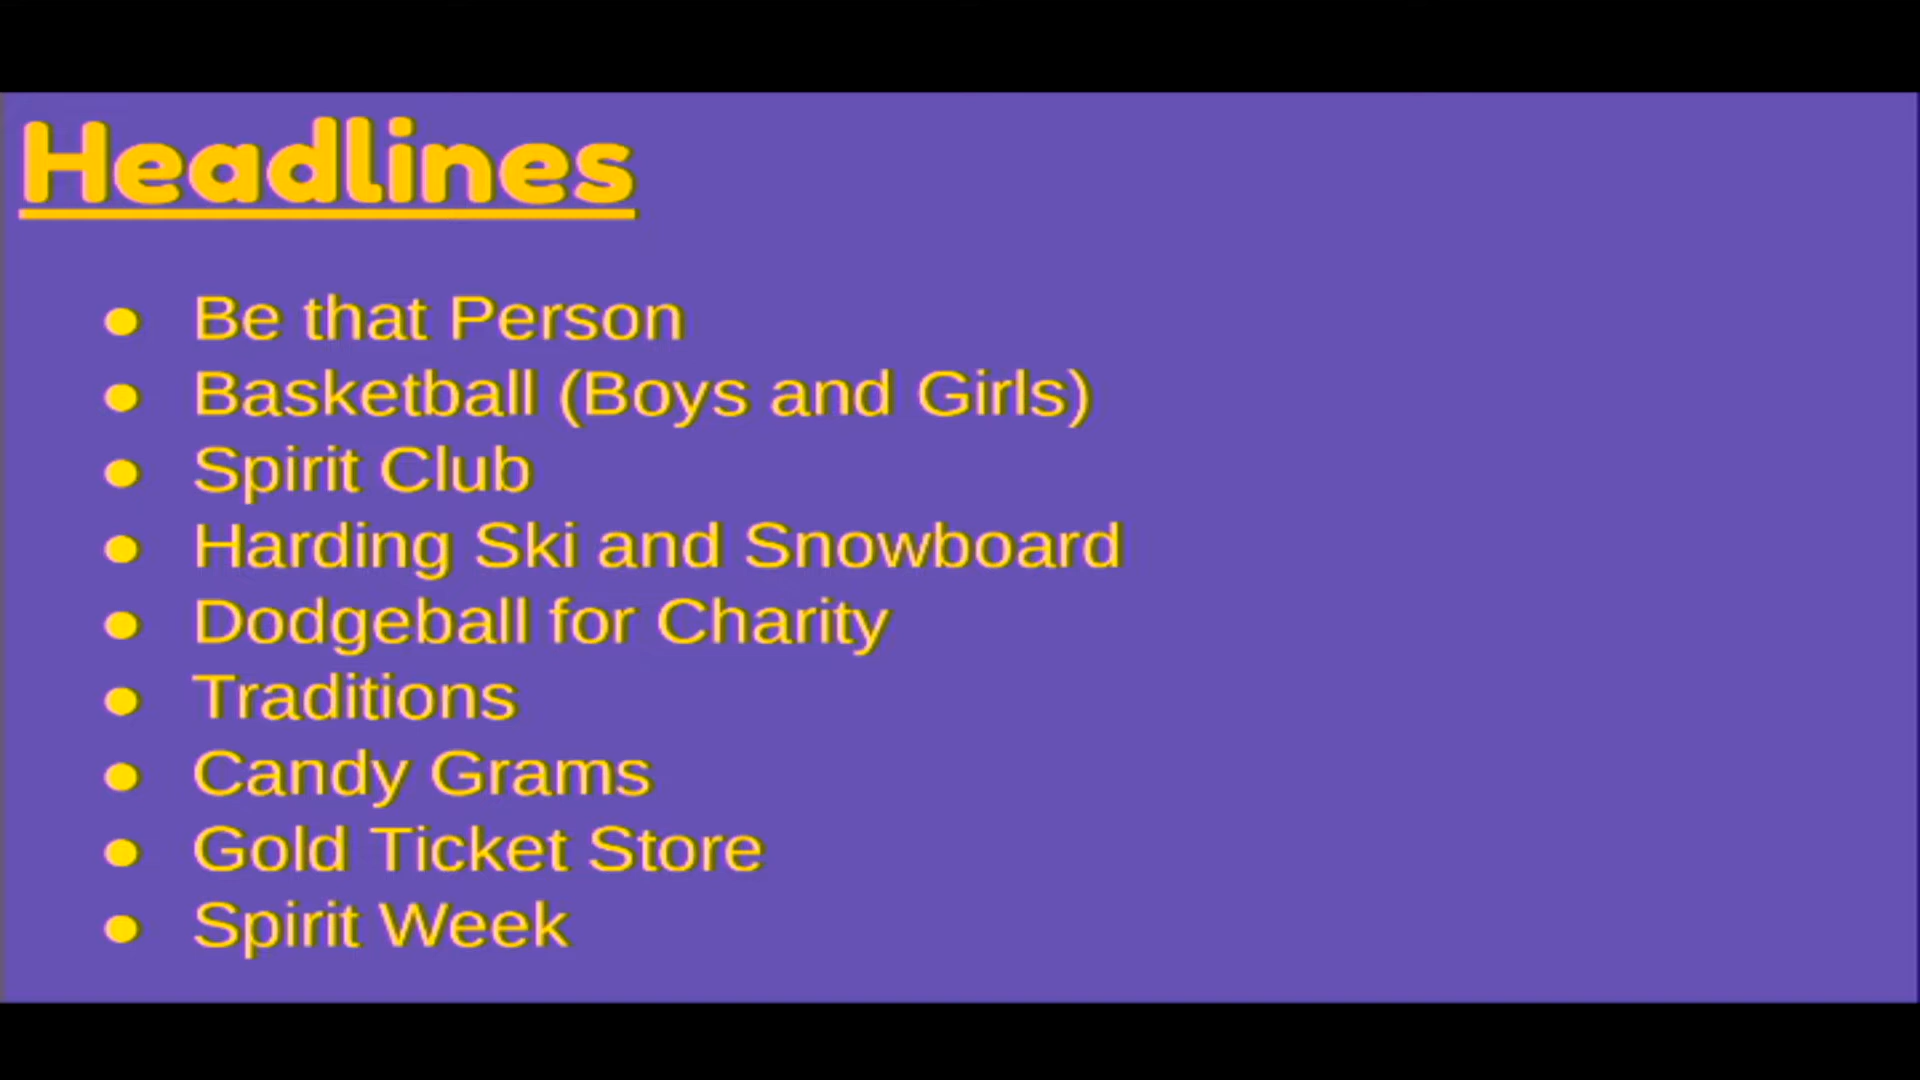 Headlines
● Be that Person
● Basketball (Boys and Girls)
● Spirit Club
● Harding Ski and Snowboard
● Dodgeball for Charity
● Traditions
● Candy Grams
● Gold Ticket Store
● Spirit Week